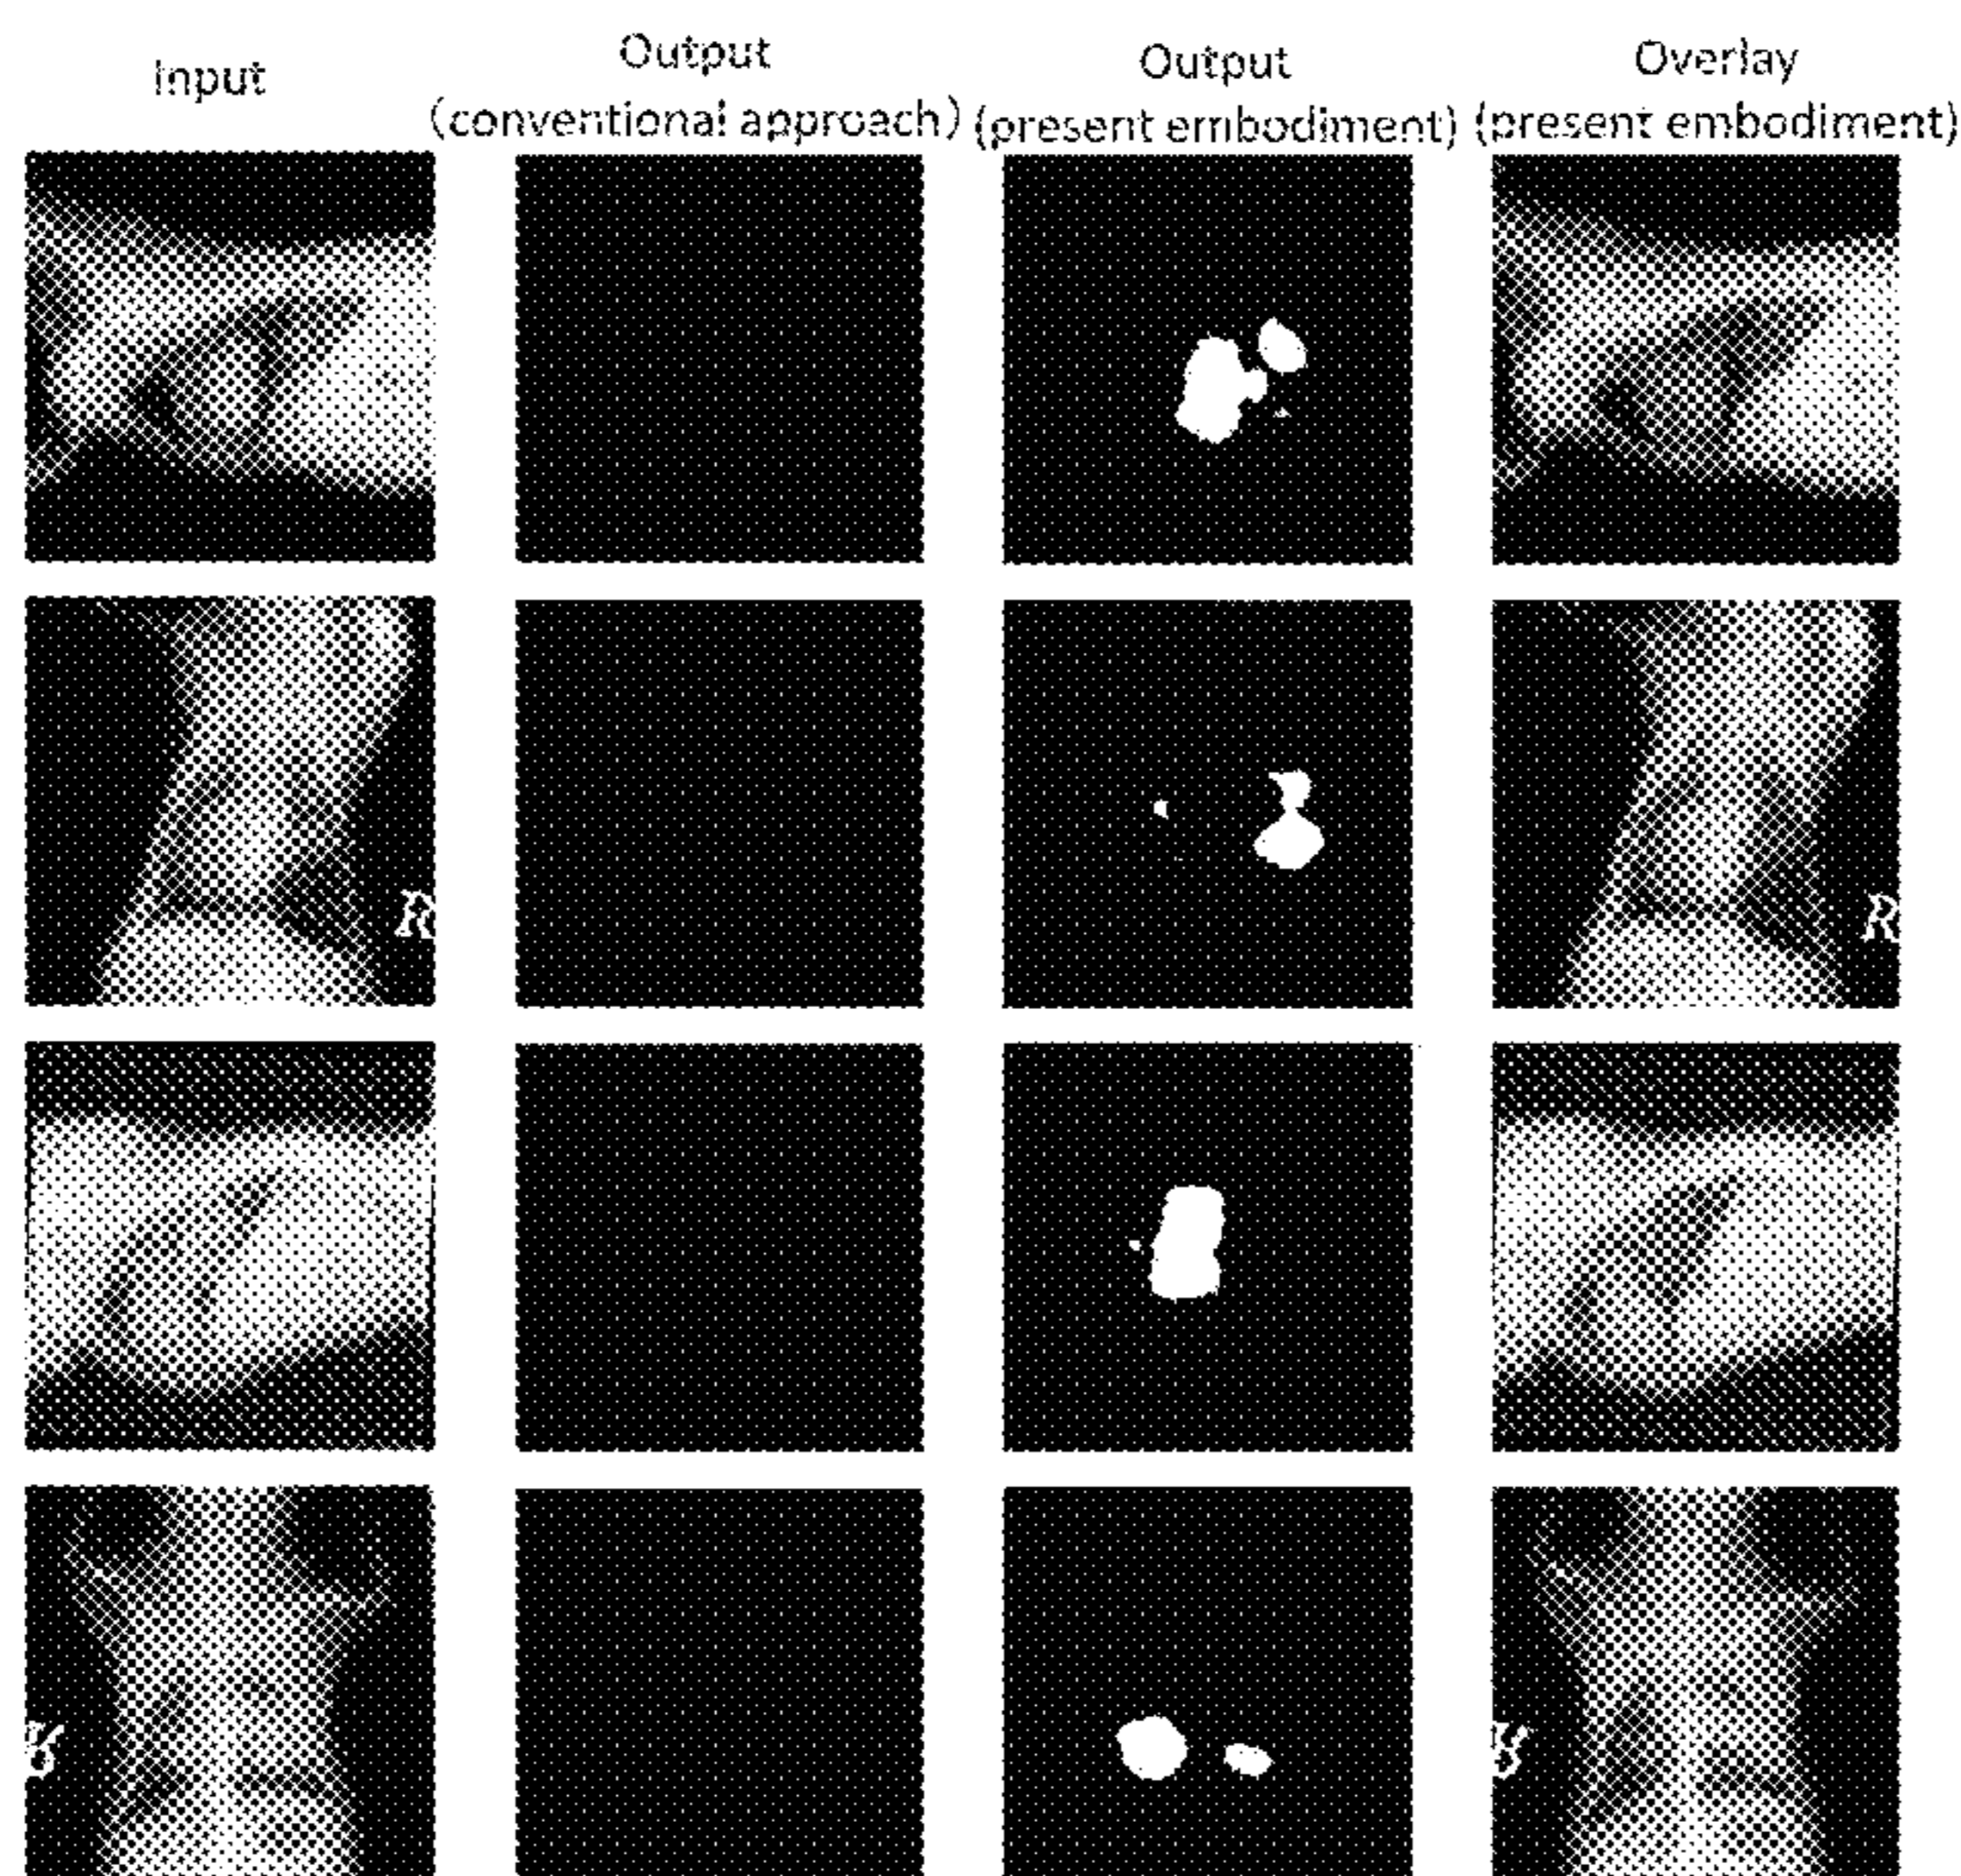 Input
Output
(conventional approach)
Output
(present embodiment)
Overlay
(present embodiment)
R
R